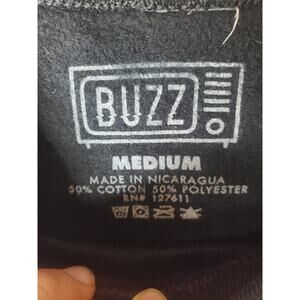 BUZZ
MEDIUM
MADE IN NICARAGUA
50% COTTON 50% POLYESTER
RN# 127611